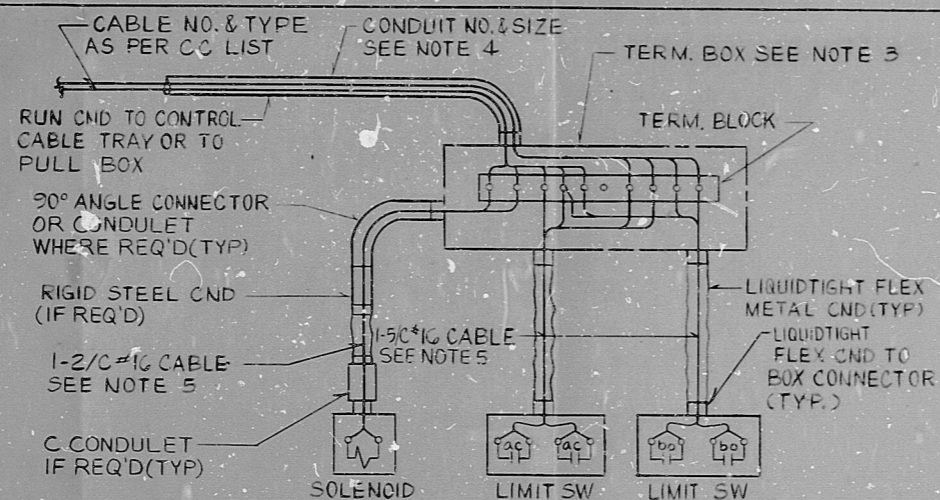 CABLE NO. & TYPE
AS PER CC LIST
CONDUIT NO. & SIZE
SEE NOTE 4
TERM. BOX SEE NOTE 3
RUN CND TO CONTROL
CABLE TRAY OR TO
PULL BOX
TERM. BLOCK
90° ANGLE CONNECTOR
OR CONDULET
WHERE REQ'D (TYP)
RIGID STEEL CND
(IF REQ'D)
LIQUIDTIGHT FLEX
METAL CND (TYP)
1-5/C #16 CABLE
SEE NOTE 5
LIQUIDTIGHT
FLEX CND TO
BOX CONNECTOR
(TYP.)
1-2/C #16 CABLE
SEE NOTE 5
C CONDULET
IF REQ'D (TYP)
ac ac
bo bo
SOLENOID
LIMIT SW
LIMIT SW